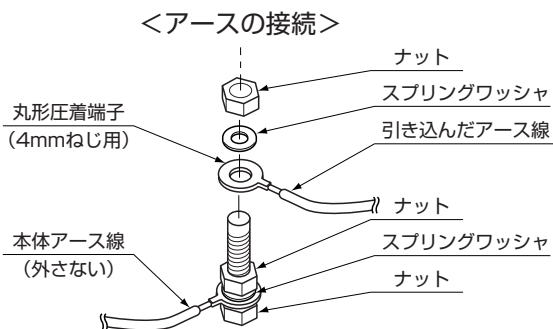 ＜アースの接続＞
ナット
スプリングワッシャ
丸形圧着端子
（4mmねじ用）
引き込んだアース線
ナット
本体アース線
（外さない）
スプリングワッシャ
ナット